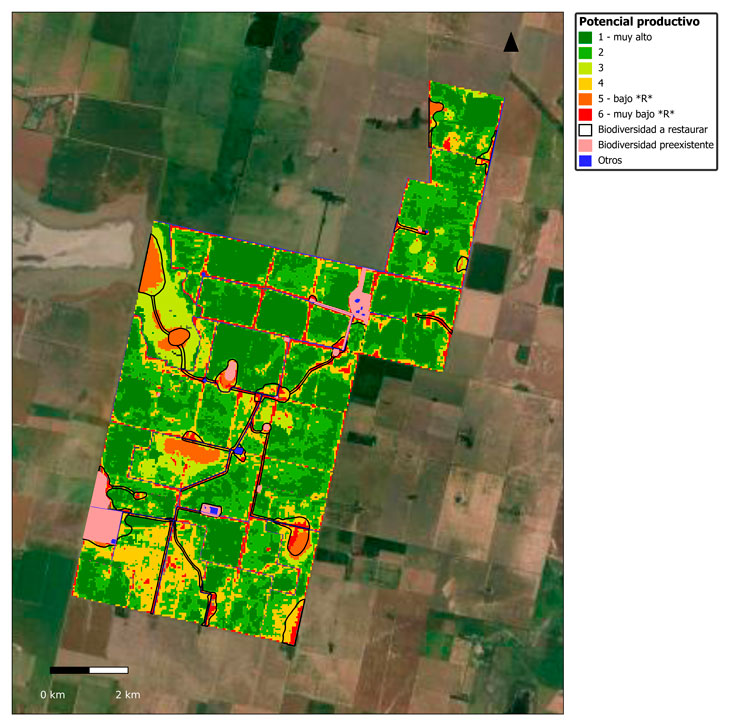 Potencial productivo
1 - muy alto
2
3
4
5 - bajo *R*
6 - muy bajo *R*
Biodiversidad a restaurar
Biodiversidad preexistente
Otros
0 km 2 km